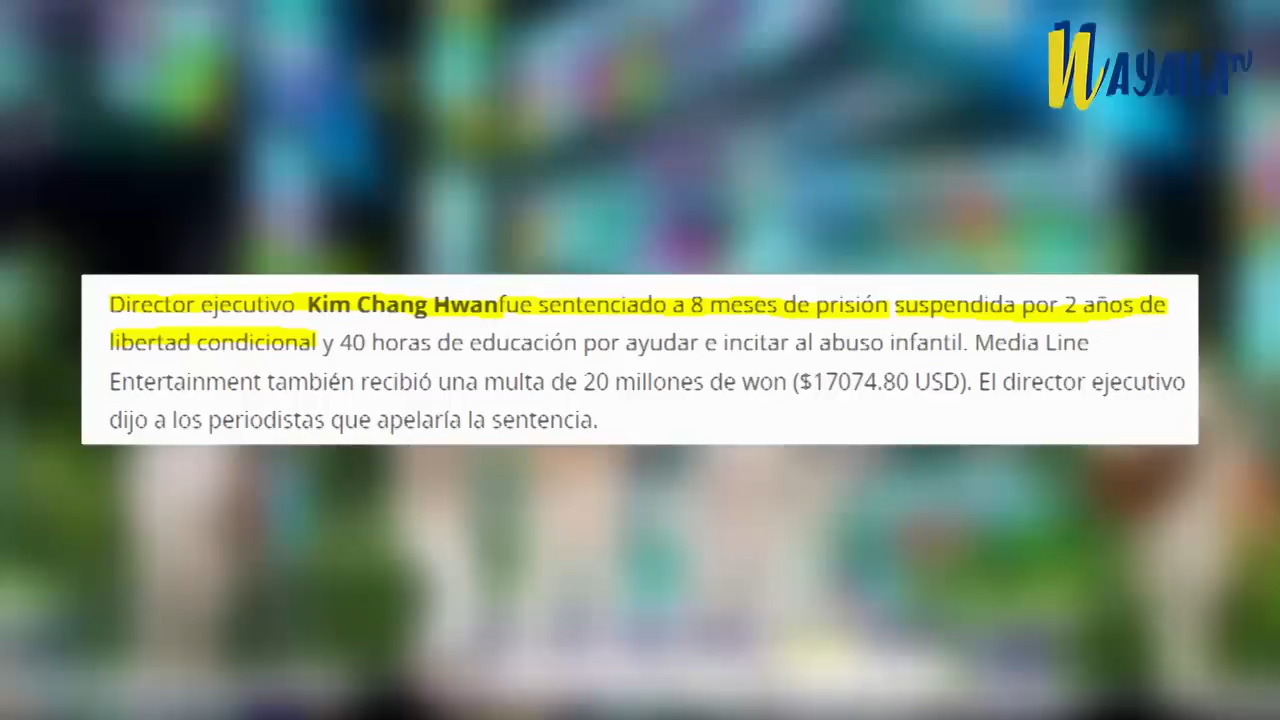 NAYANA TV
Director ejecutivo Kim Chang Hwanfue sentenciado a 8 meses de prisión suspendida por 2 años de
libertad condicional y 40 horas de educación por ayudar e incitar al abuso infantil. Media Line
Entertainment también recibió una multa de 20 millones de won ($17074.80 USD). El director ejecutivo
dijo a los periodistas que apelaría la sentencia.